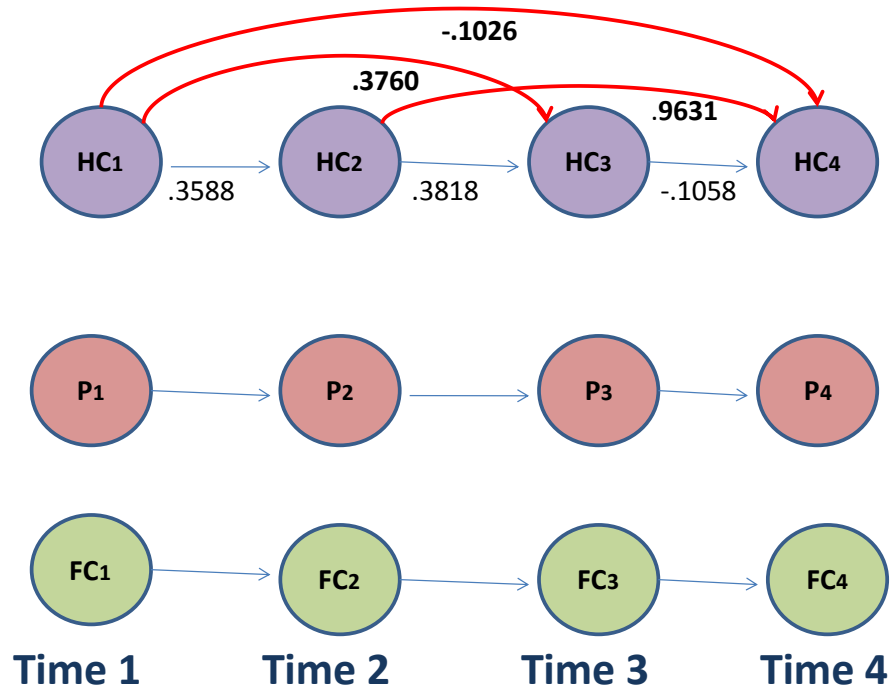 -.1026
.3760
.9631
HC1 HC2 HC3 HC4
.3588 .3818 -.1058
P1 P2 P3 P4
FC1 FC2 FC3 FC4
Time 1 Time 2 Time 3 Time 4